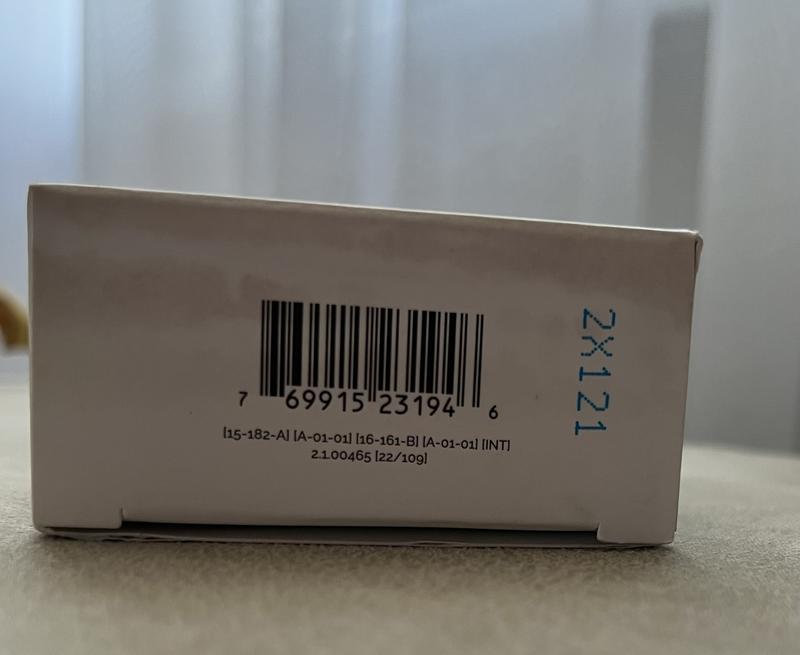 7 69915 23194 6
[15-182-A] [A-01-01] [16-161-B] [A-01-01] [INT]
2.1.00465 [22/109]
2X121